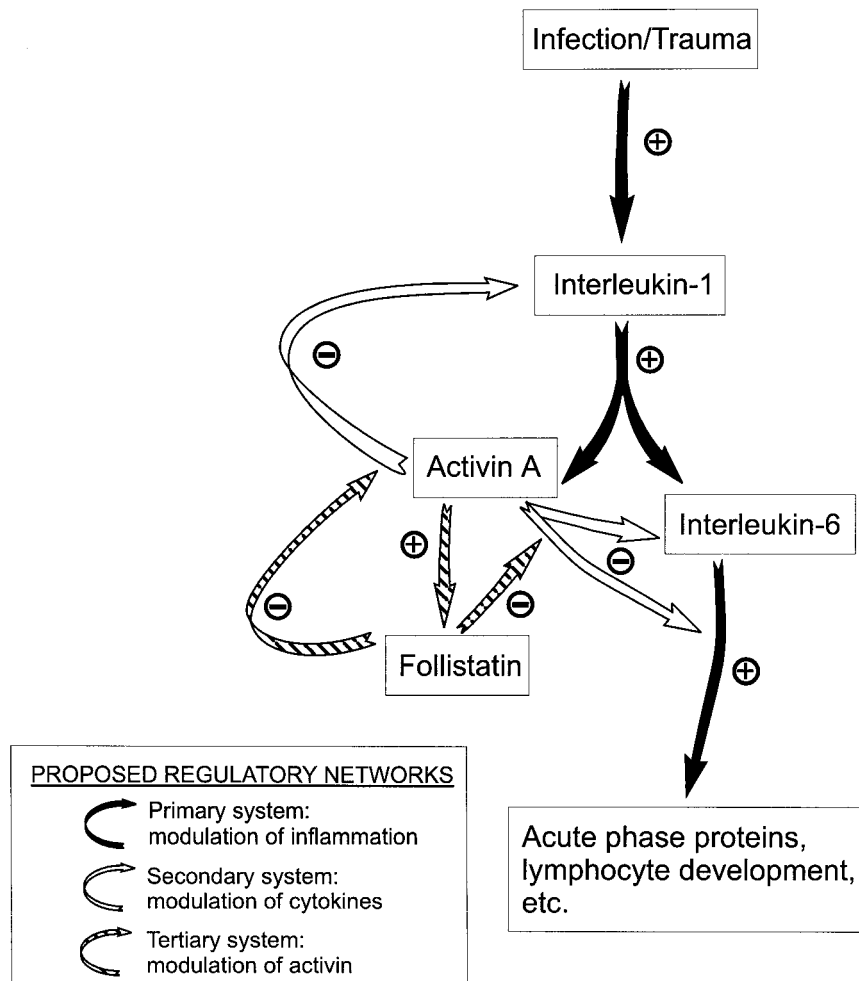 Infection/Trauma
+
Interleukin-1
−
+
Activin A
Interleukin-6
+
−
−
−
Follistatin
+
PROPOSED REGULATORY NETWORKS
Primary system:
modulation of inflammation
Secondary system:
modulation of cytokines
Tertiary system:
modulation of activin
Acute phase proteins,
lymphocyte development,
etc.